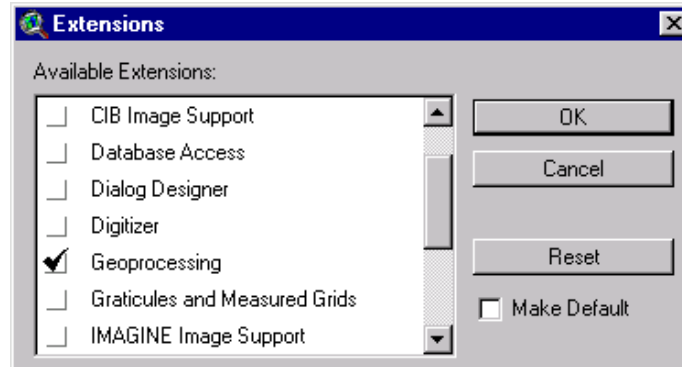 Extensions
Available Extensions:
CIB Image Support
Database Access
Dialog Designer
Digitizer
Geoprocessing
Graticules and Measured Grids
IMAGINE Image Support
OK
Cancel
Reset
Make Default